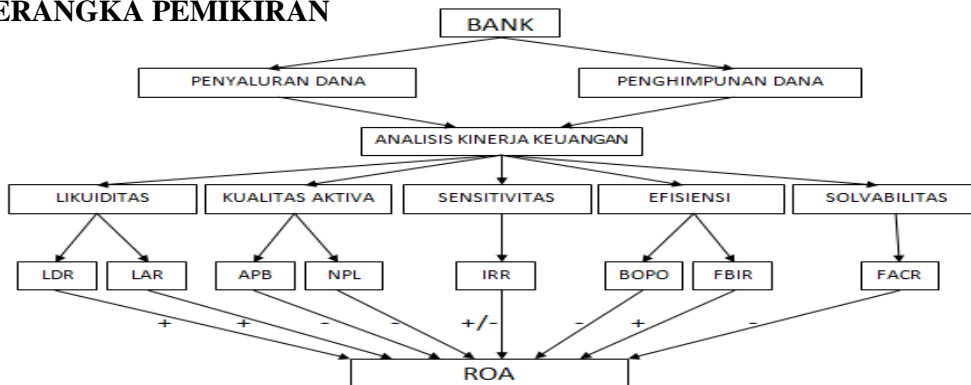 ERANGKA PEMIKIRAN
BANK
PENYALURAN DANA PENGHIMPUNAN DANA
ANALISIS KINERJA KEUANGAN
LIKUIDITAS KUALITAS AKTIVA SENSITIVITAS EFISIENSI SOLVABILITAS
LDR LAR APB NPL IRR BOPO FBIR FACR
+ + - - +/- - + -
ROA